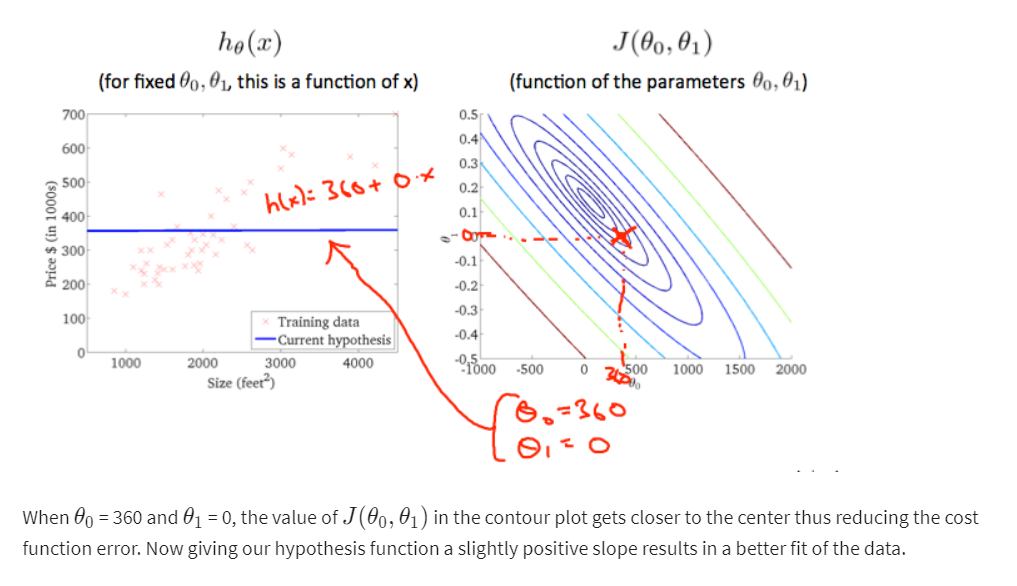 hθ(x)
J(θ₀, θ₁)
(for fixed θ₀, θ₁, this is a function of x)
(function of the parameters θ₀, θ₁)
700
600
500
400
300
200
100
0
Price $ (in 1000s)
1000
2000
3000
4000
Size (feet²)
Training data
Current hypothesis
h(x) = 360 + 0·x
0.5
0.4
0.3
0.2
0.1
0
-0.1
-0.2
-0.3
-0.4
-0.5
-1000
-500
0
500
1000
1500
2000
360
θ₀
θ₀ = 360
θ₁ = 0
When θ₀ = 360 and θ₁ = 0, the value of J(θ₀, θ₁) in the contour plot gets closer to the center thus reducing the cost
function error. Now giving our hypothesis function a slightly positive slope results in a better fit of the data.